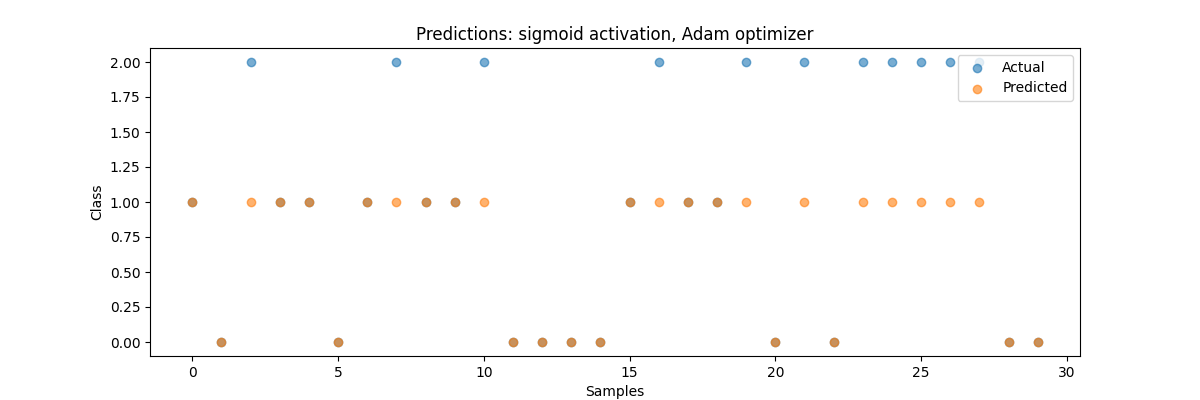 Predictions: sigmoid activation, Adam optimizer
2.00
1.75
1.50
1.25
1.00
0.75
0.50
0.25
0.00
Class
Actual
Predicted
0 5 10 15 20 25 30
Samples